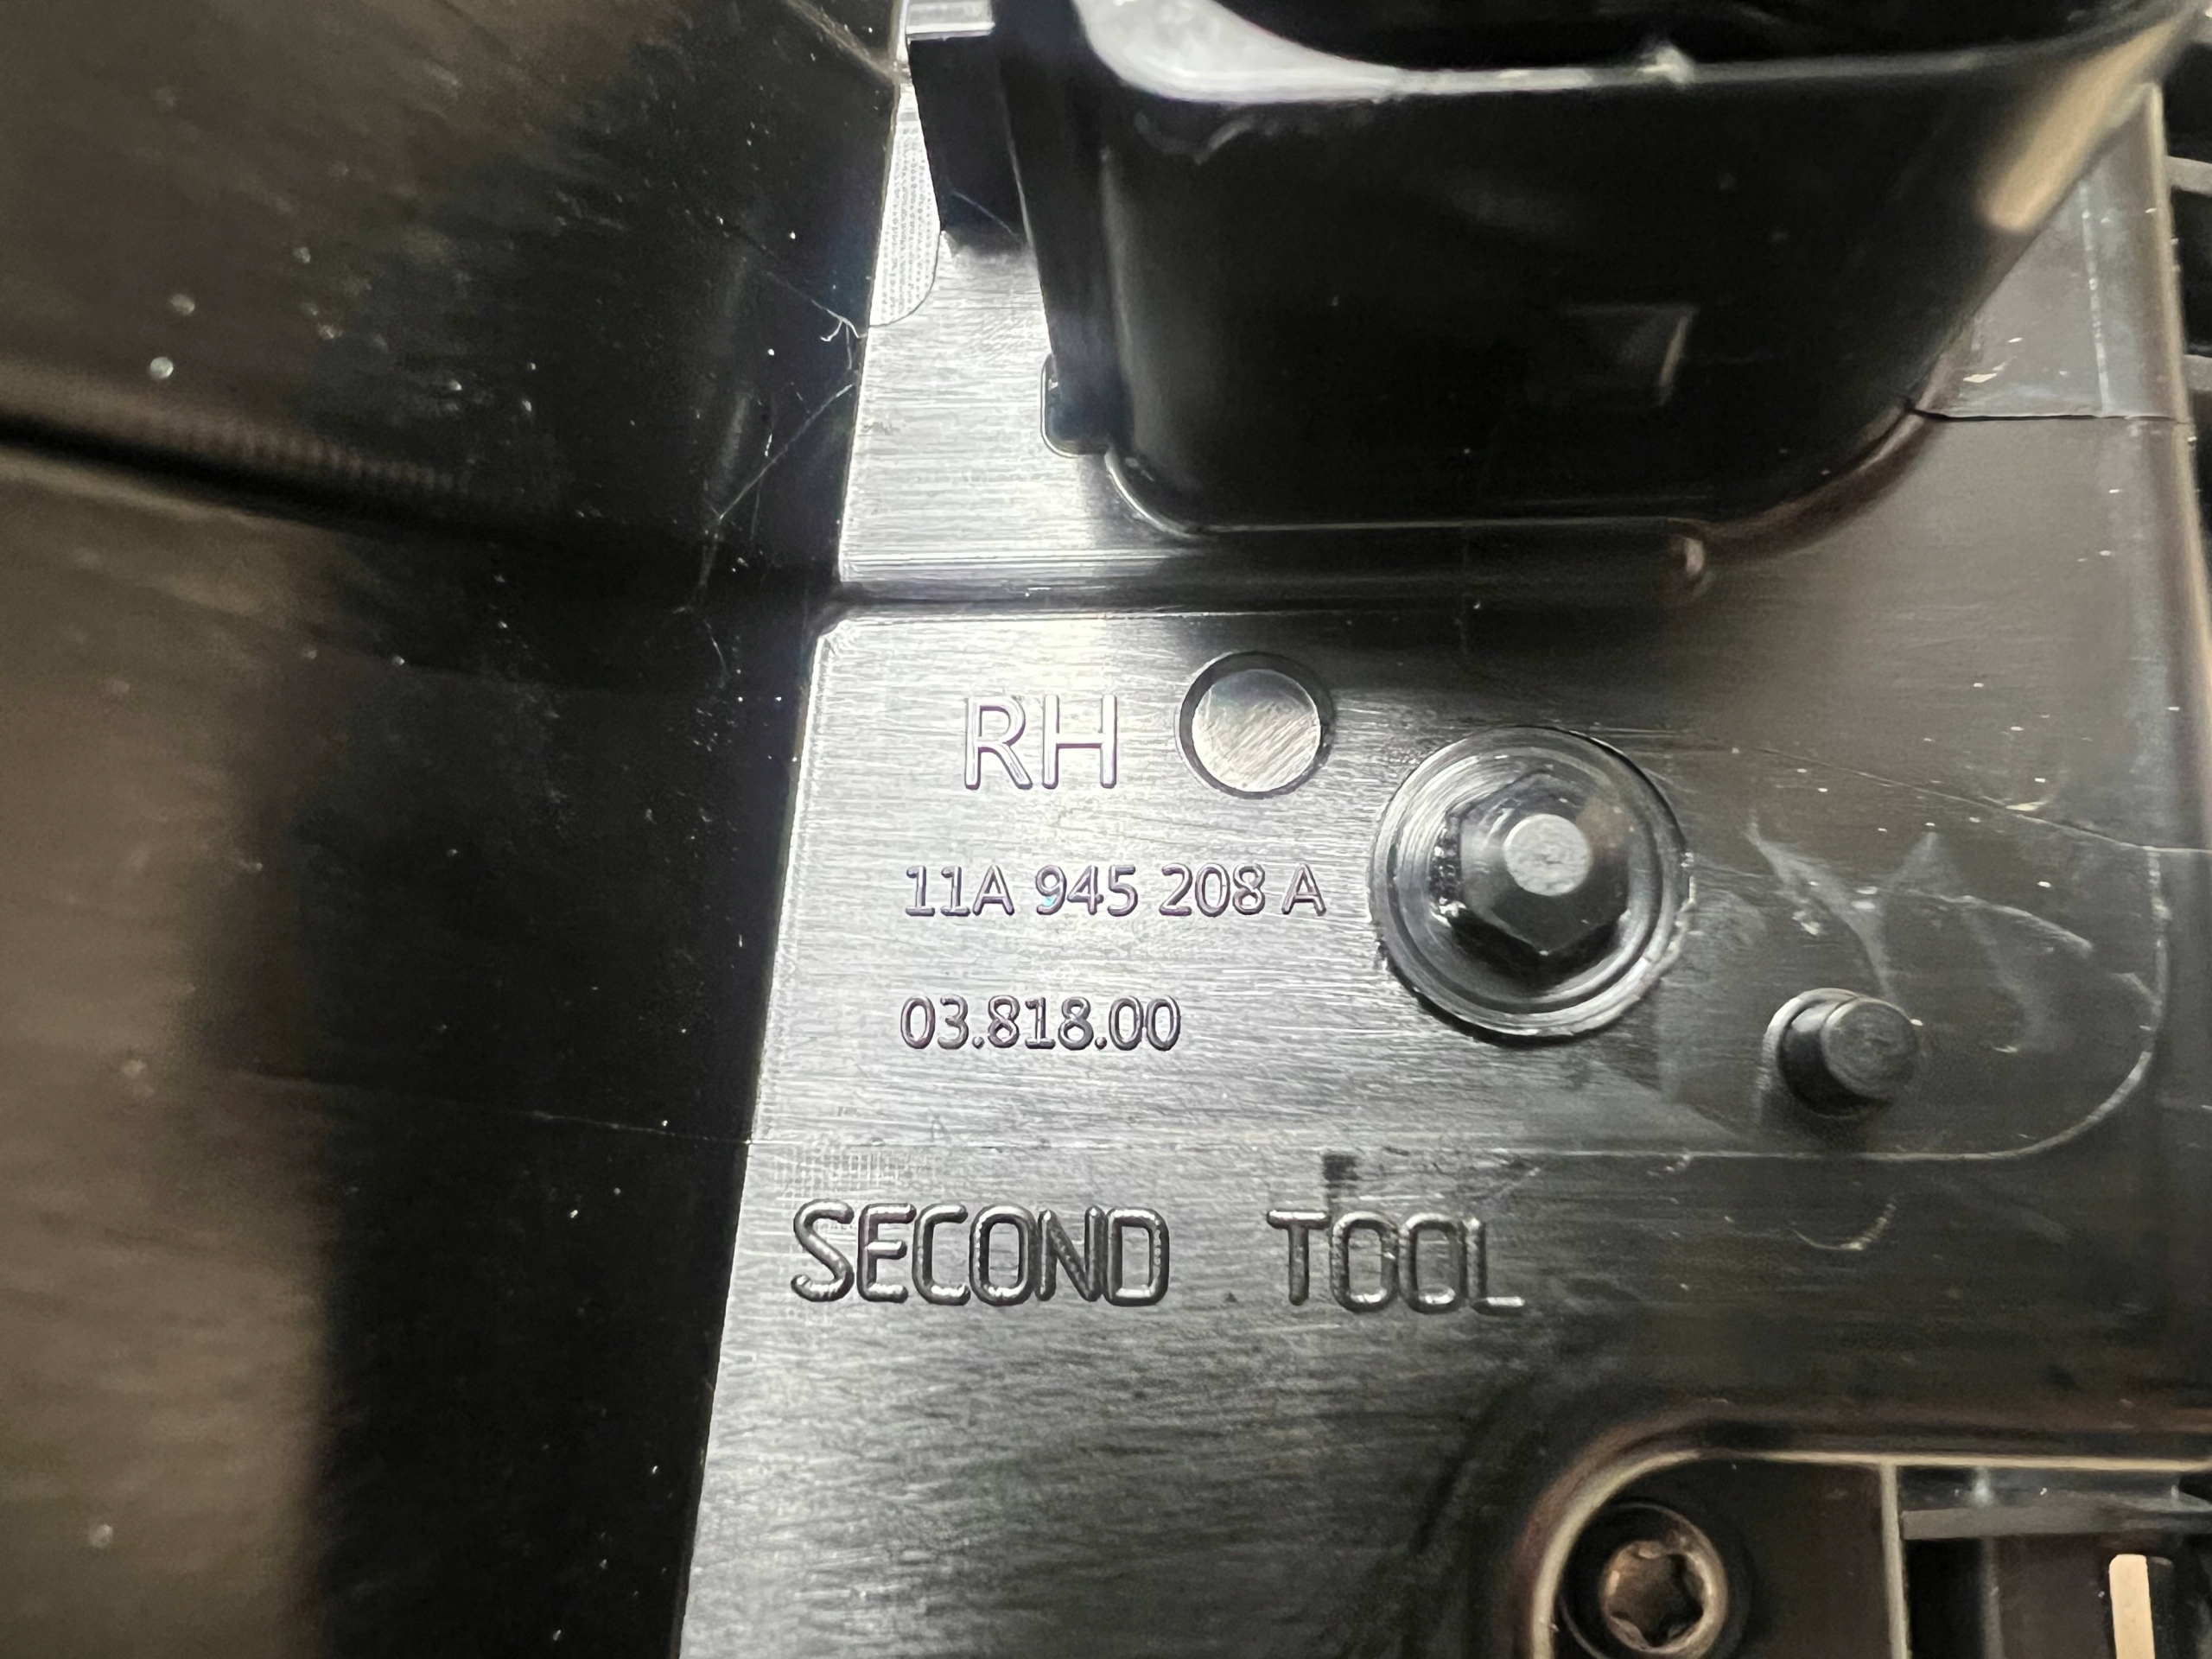 RH
11A 945 208 A
03.818.00
SECOND TOOL